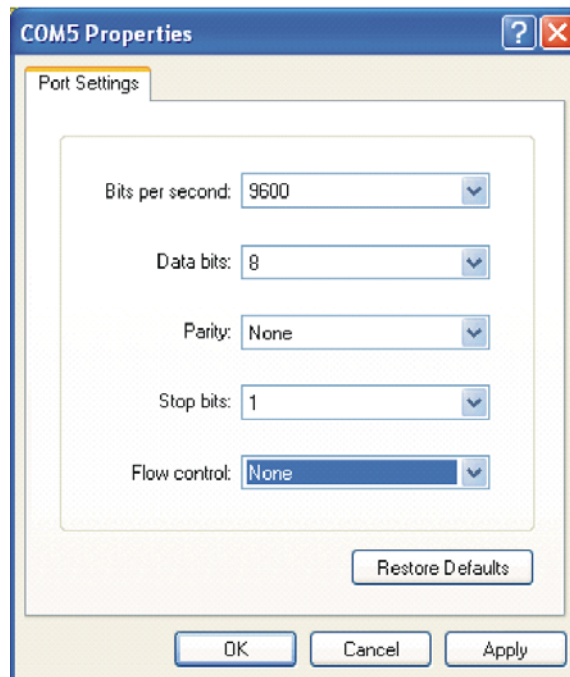 COM5 Properties
Port Settings
Bits per second: 9600
Data bits: 8
Parity: None
Stop bits: 1
Flow control: None
Restore Defaults
OK Cancel Apply